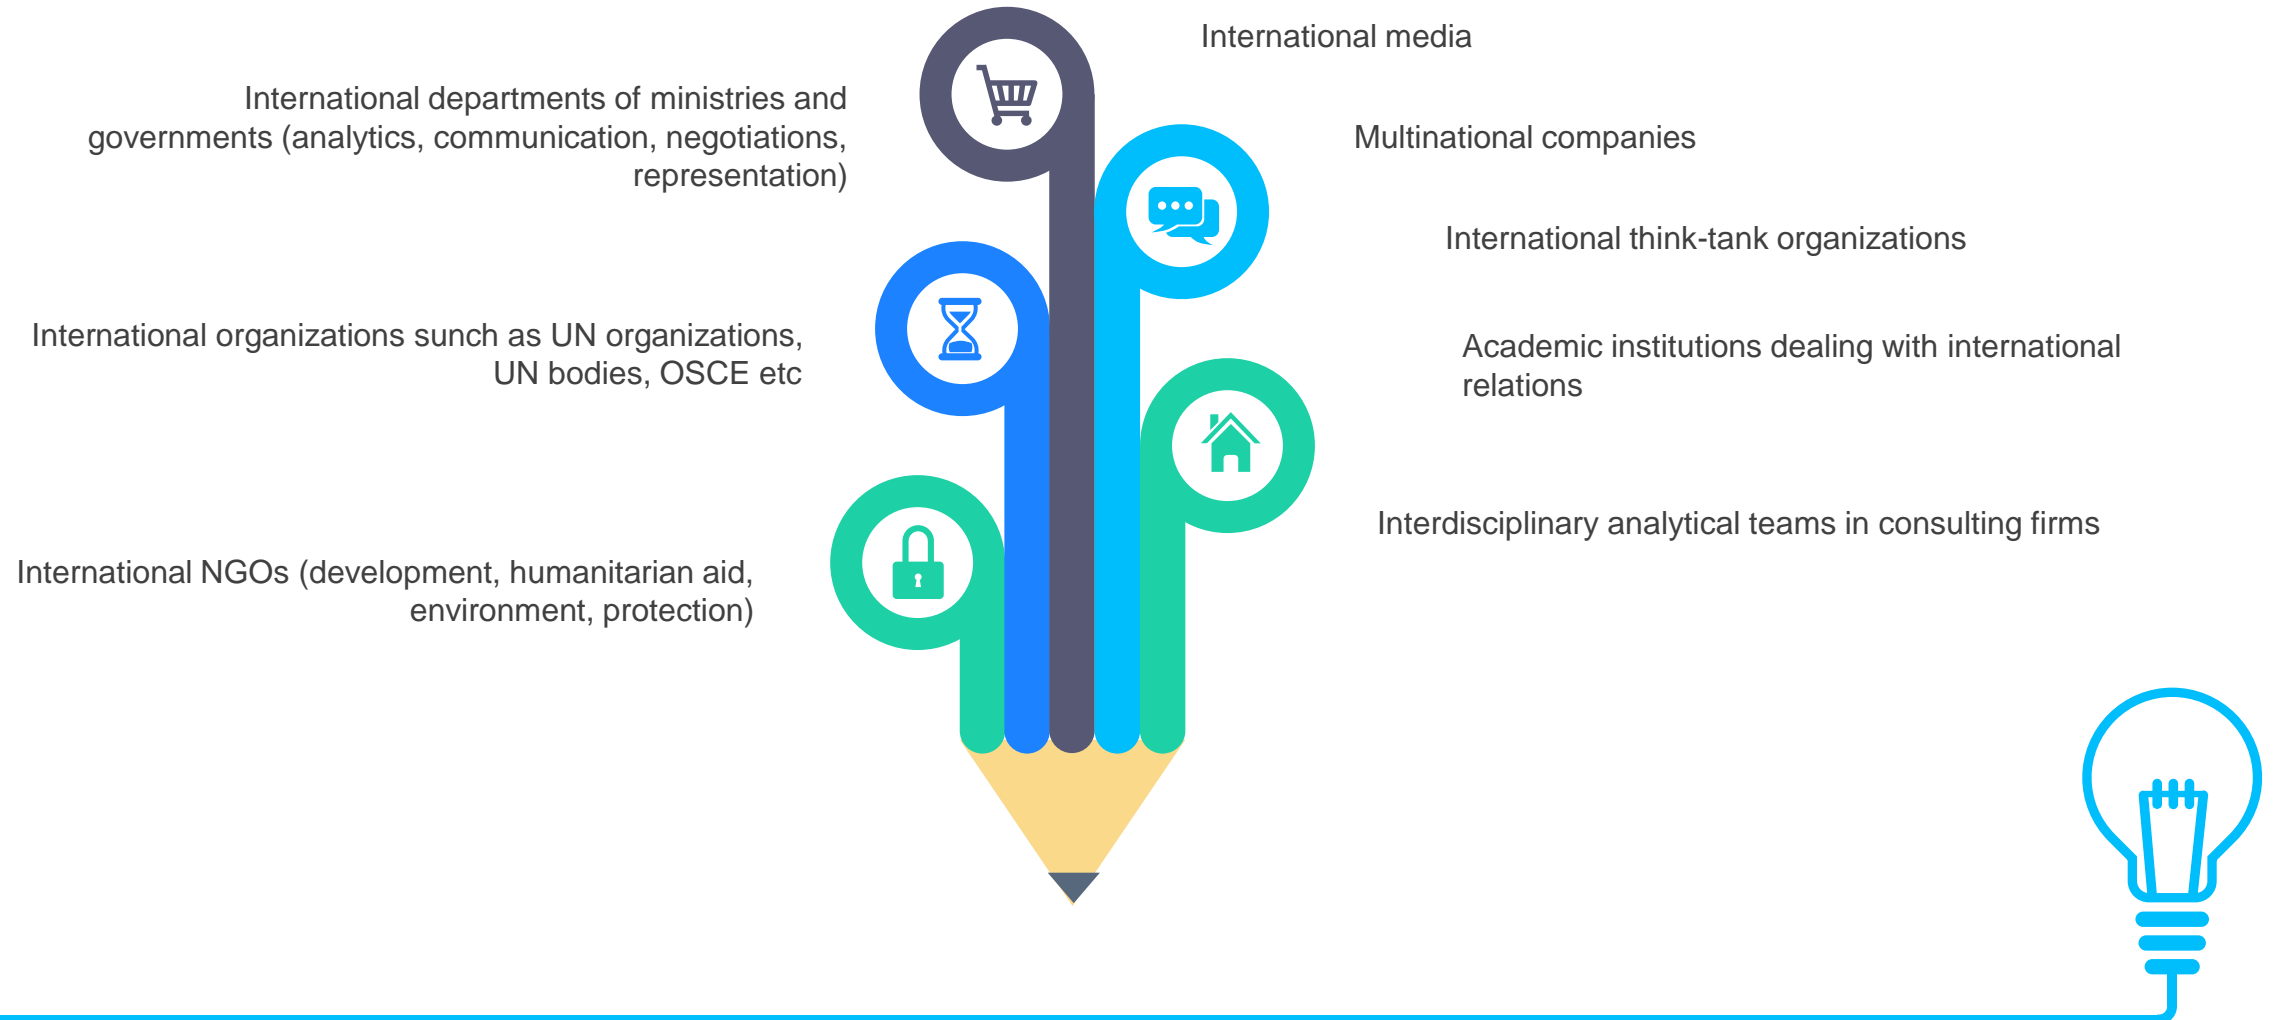 International departments of ministries and
governments (analytics, communication, negotiations,
representation)
International organizations sunch as UN organizations,
UN bodies, OSCE etc
International NGOs (development, humanitarian aid,
environment, protection)
International media
Multinational companies
International think-tank organizations
Academic institutions dealing with international
relations
Interdisciplinary analytical teams in consulting firms